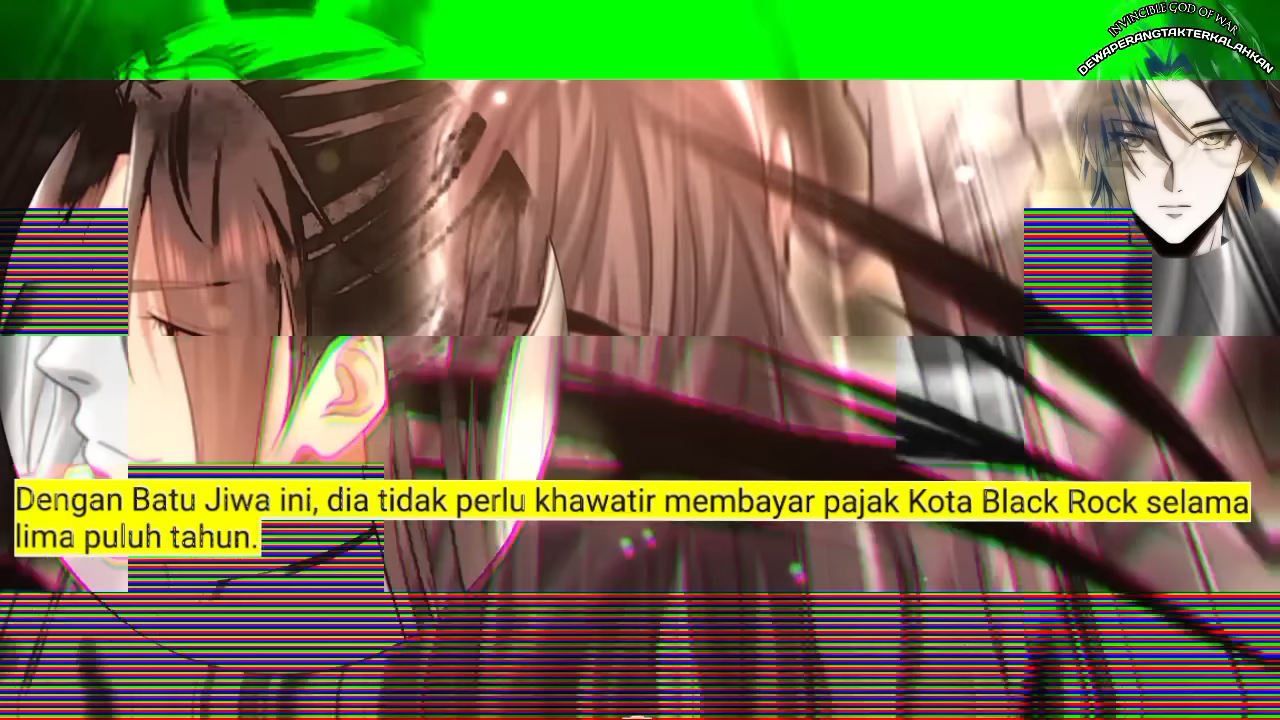 INVINCIBLE GOD OF WAR
DEWAPERANGTAKTERKALAHKAN
Dengan Batu Jiwa ini, dia tidak perlu khawatir membayar pajak Kota Black Rock selama
lima puluh tahun.